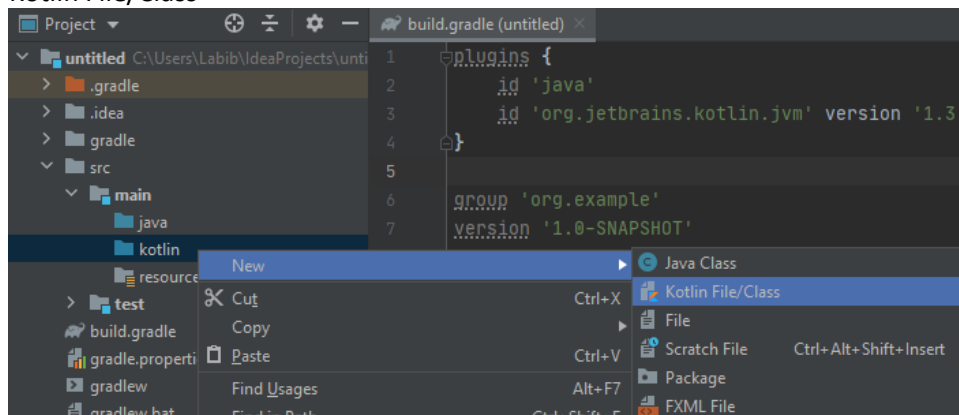 Kotlin File/Class
Project
build.gradle (untitled)
untitled C:\Users\Labib\IdeaProjects\unti
.gradle
.idea
gradle
src
main
java
kotlin
resource
test
build.gradle
gradle.properti
gradlew
gradlew.bat
1 plugins {
2 id 'java'
3 id 'org.jetbrains.kotlin.jvm' version '1.3
4 }
5
6 group 'org.example'
7 version '1.0-SNAPSHOT'
New
Cut Ctrl+X
Copy
Paste Ctrl+V
Find Usages Alt+F7
Java Class
Kotlin File/Class
File
Scratch File Ctrl+Alt+Shift+Insert
Package
FXML File